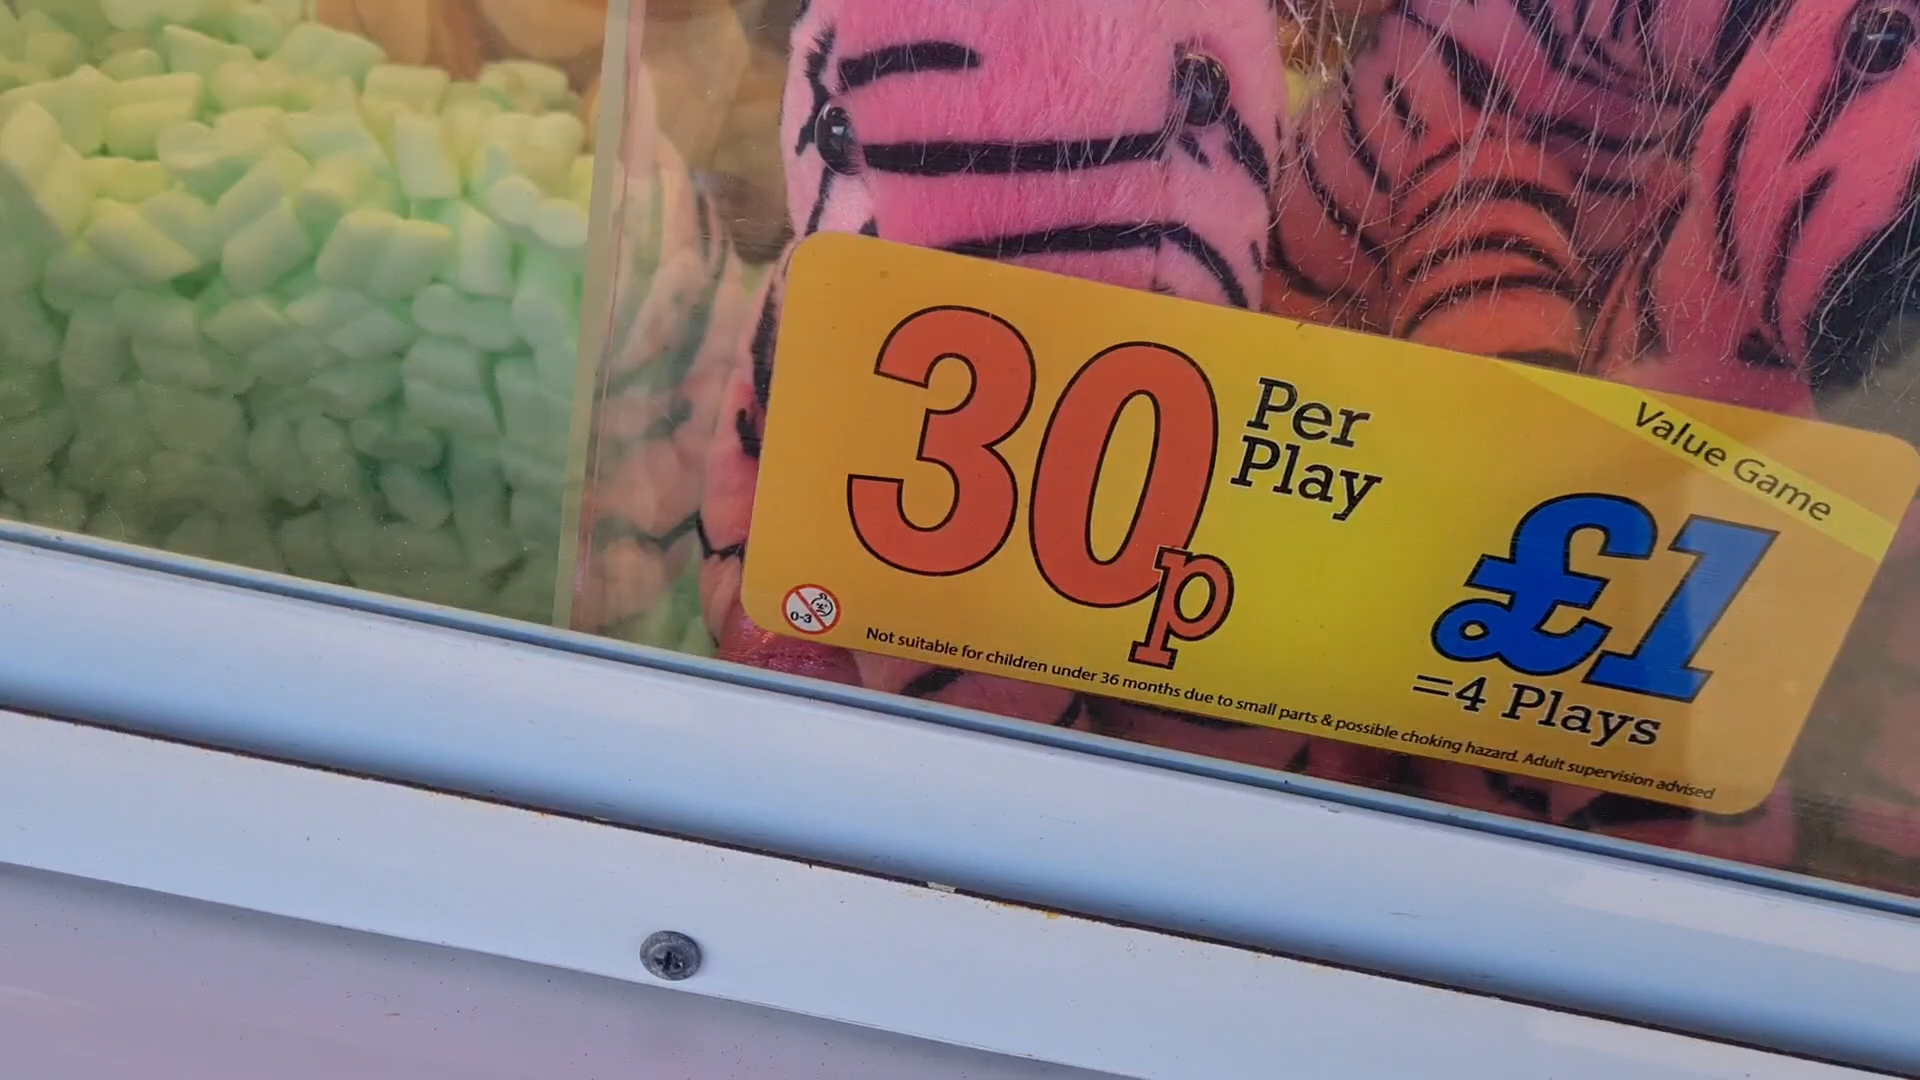 30p
Per
Play
Value Game
£1
=4 Plays
0-3
Not suitable for children under 36 months due to small parts & possible choking hazard. Adult supervision advised